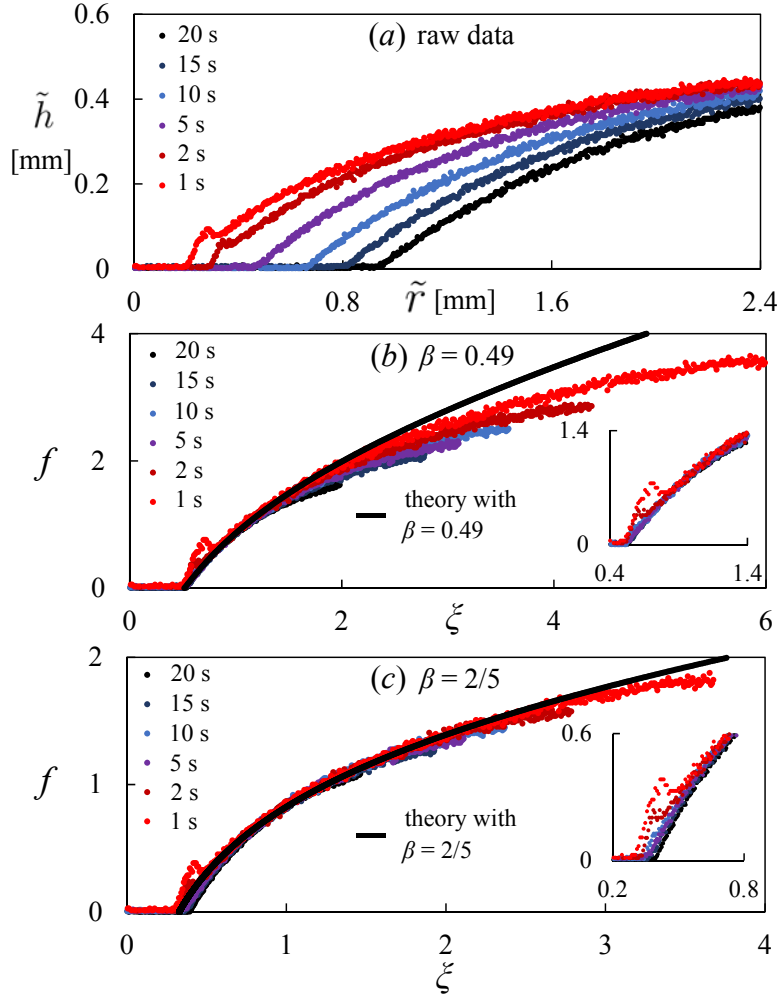 0.6
(a) raw data
20 s
15 s
10 s
5 s
2 s
1 s
h̃
[mm]
0.4
0.2
0
0 0.8 1.6 2.4
r̃ [mm]
4
(b) β = 0.49
20 s
15 s
10 s
5 s
2 s
1 s
f
2
0
theory with
β = 0.49
1.4
0
0.4 1.4
0 2 4 6
ξ
2
(c) β = 2/5
20 s
15 s
10 s
5 s
2 s
1 s
f
1
0
theory with
β = 2/5
0.6
0
0.2 0.8
0 1 2 3 4
ξ